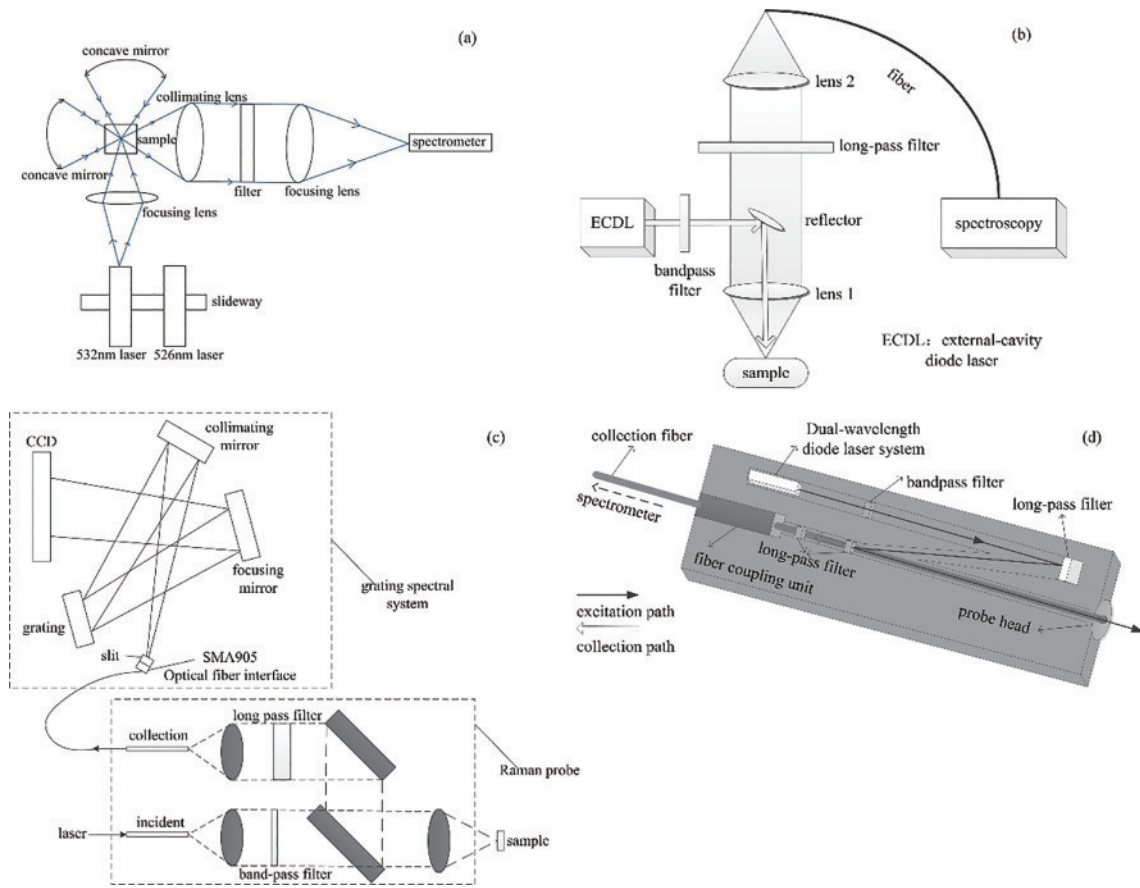 (a)
concave mirror
collimating lens
sample
concave mirror
focusing lens
filter
focusing lens
spectrometer
slideway
532nm laser 526nm laser
(b)
lens 2
fiber
long-pass filter
ECDL
reflector
spectroscopy
bandpass
filter
lens 1
sample
ECDL: external-cavity
diode laser
(c)
CCD
collimating
mirror
focusing
mirror
grating
grating spectral
system
slit
SMA905
Optical fiber interface
long pass filter
collection
Raman probe
laser
incident
sample
band-pass filter
(d)
collection fiber
Dual-wavelength
diode laser system
bandpass filter
long-pass filter
spectrometer
long-pass filter
fiber coupling unit
probe head
excitation path
collection path